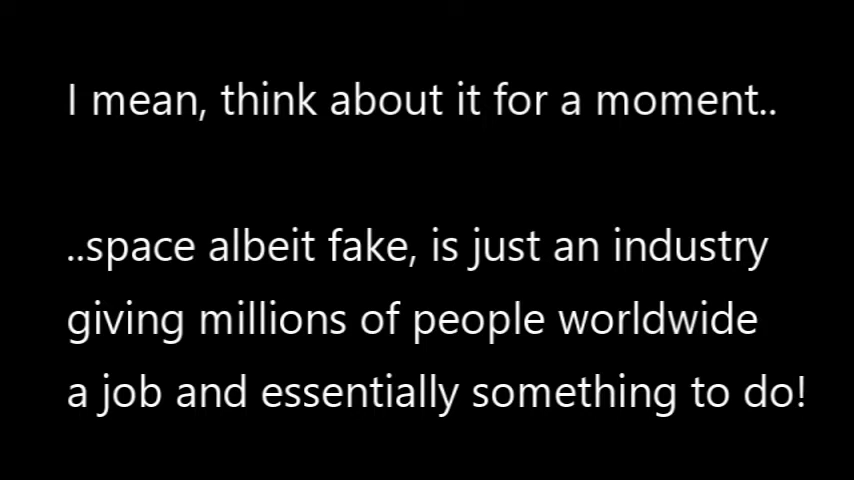 I mean, think about it for a moment..
..space albeit fake, is just an industry
giving millions of people worldwide
a job and essentially something to do!